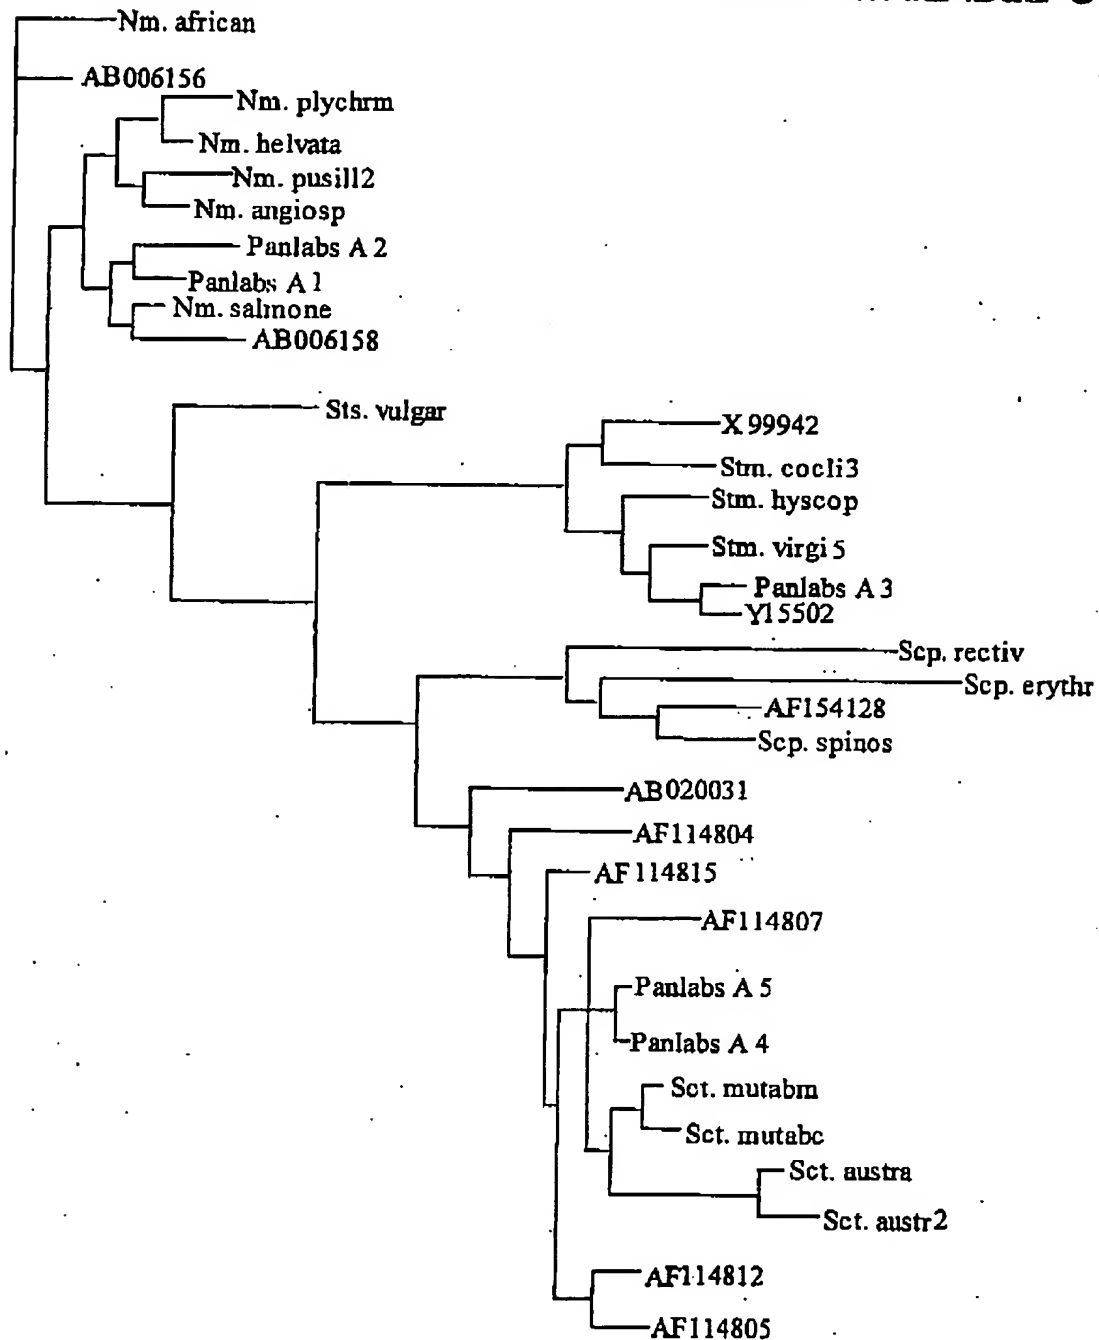 Nm. african
AB006156
Nm. plychrm
Nm. helvata
Nm. pusill2
Nm. angiosp
Panlabs A 2
Panlabs A 1
Nm. salmone
AB006158
Sts. vulgar
X 99942
Stm. cocli3
Stm. hyscop
Stm. virgi 5
Panlabs A 3
Y15502
Scp. rectiv
Scp. erythr
AF154128
Scp. spinos
AB020031
AF114804
AF114815
AF114807
Panlabs A 5
Panlabs A 4
Sct. mutabm
Sct. mutabc
Sct. austra
Sct. austr2
AF114812
AF114805